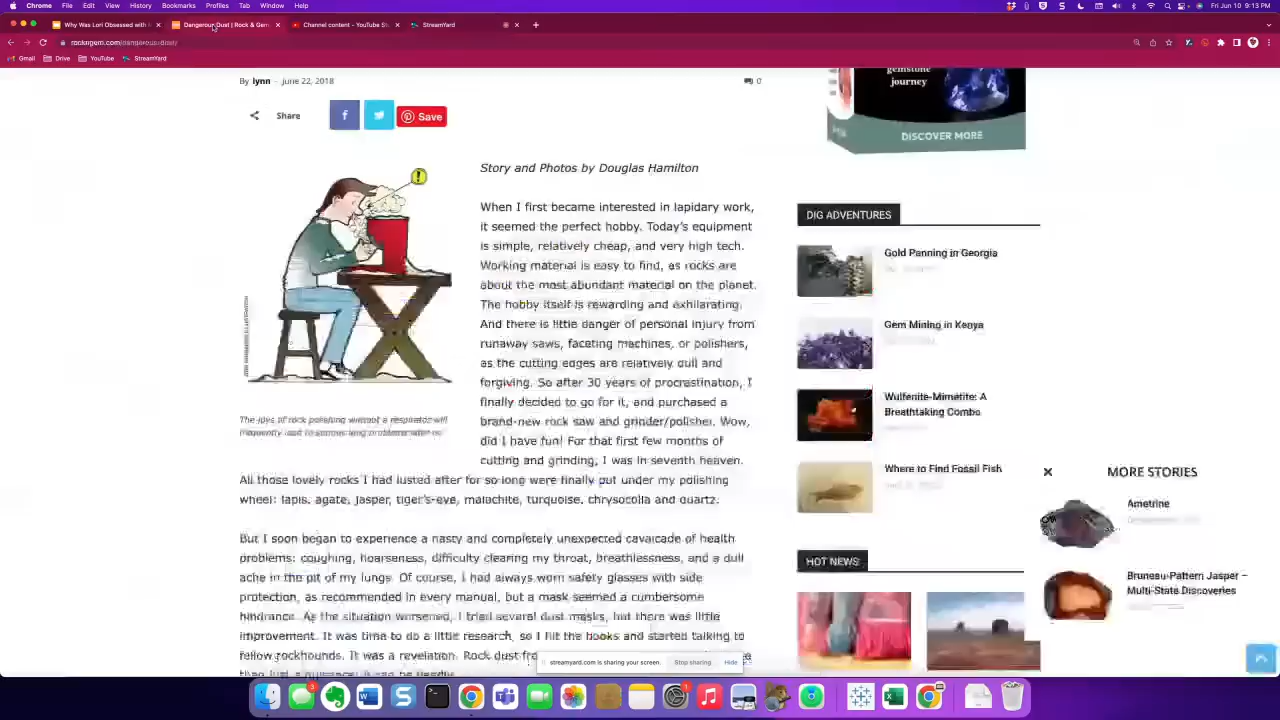 Chrome File Edit View History Bookmarks Profiles Tab Window Help
Fri Jun 10 9:13 PM
Why Was Lori Obsessed with
Dangerous Dust | Rock & Gem
Channel content - YouTube St
StreamYard
Gmail Drive YouTube StreamYard
By lynn - June 22, 2018
0
Share
f
Save
gemstone
journey
DISCOVER MORE
!
Story and Photos by Douglas Hamilton
When I first became interested in lapidary work,
it seemed the perfect hobby. Today's equipment
is simple, relatively cheap, and very high tech.
Working material is easy to find, as rocks are
about the most abundant material on the planet.
The hobby itself is rewarding and exhilarating.
And there is little danger of personal injury from
runaway saws, faceting machines, or polishers,
as the cutting edges are relatively dull and
forgiving. So after 30 years of procrastination, I
finally decided to go for it, and purchased a
brand-new rock saw and grinder/polisher. Wow,
did I have fun! For that first few months of
cutting and grinding, I was in seventh heaven.
All those lovely rocks I had lusted after for so long were finally put under my polishing
wheel: lapis, agate, jasper, tiger's-eye, malachite, turquoise, chrysocolla and quartz.
The joys of rock polishing without a respirator will
frequently lead to serious lung problems later on.
But I soon began to experience a nasty and completely unexpected cavalcade of health
problems: coughing, hoarseness, difficulty clearing my throat, breathlessness, and a dull
ache in the pit of my lungs. Of course, I had always worn safety glasses with side
protection, as recommended in every manual, but a mask seemed a cumbersome
hindrance. As the situation worsened, I tried several dust masks, but there was little
improvement. It was time to do a little research, so I hit the books and started talking to
fellow rockhounds. It was a revelation. Rock dust
DIG ADVENTURES
Gold Panning in Georgia
Gem Mining in Kenya
Wulfenite-Mimetite: A
Breathtaking Combo
Where to Find Fossil Fish
HOT NEWS
MORE STORIES
Ametrine
Bruneau Pattern Jasper –
Multi-State Discoveries
streamyard.com is sharing your screen.
Stop sharing
Hide